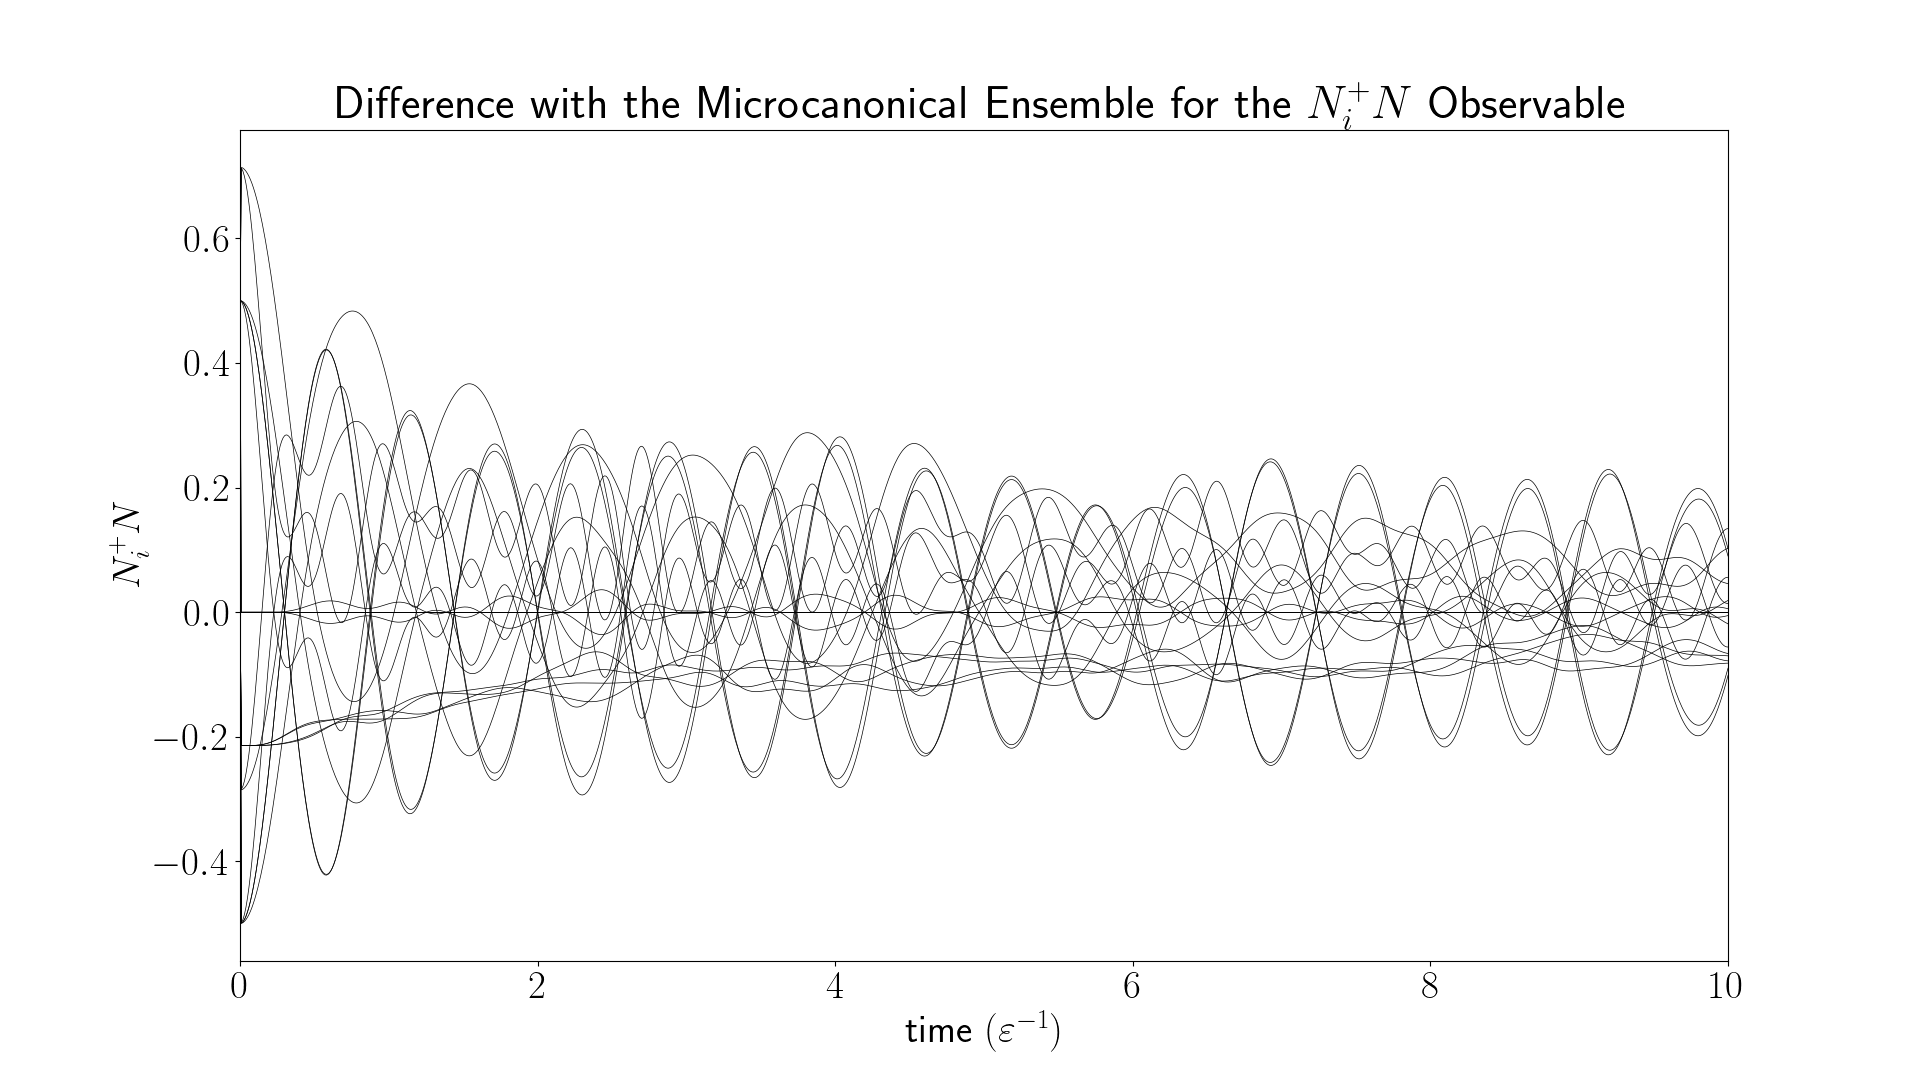 Difference with the Microcanonical Ensemble for the $N_i^+N$ Observable
$N_i^+N$
0.6
0.4
0.2
0.0
−0.2
−0.4
0 2 4 6 8 10
time ($\varepsilon^{-1}$)